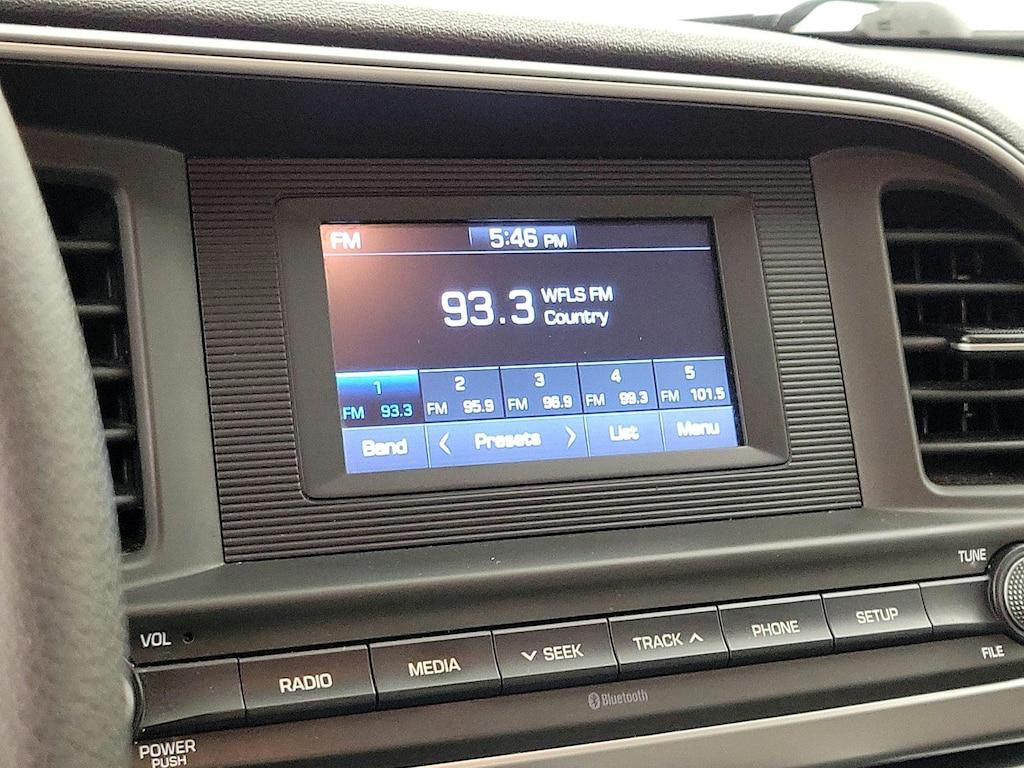 FM 5:46 PM
93.3 WFLS FM
Country
1 2 3 4 5
FM 93.3 FM 95.9 FM 96.9 FM 99.3 FM 101.5
Band < Presets > List Menu
TUNE
VOL
RADIO MEDIA SEEK TRACK PHONE SETUP
FILE
Bluetooth
POWER
PUSH